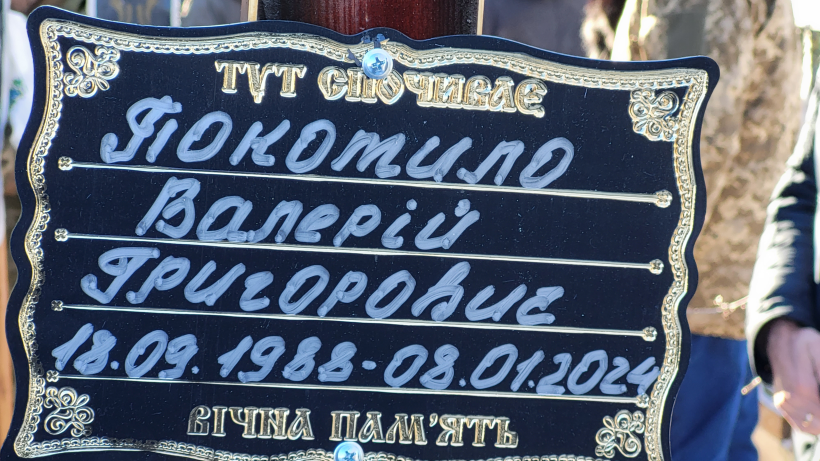 ТУТ СПОЧИВАЄ
Покотило
Валерій
Григорович
18.09.1988-08.01.2024
ВІЧНА ПАМ'ЯТЬ